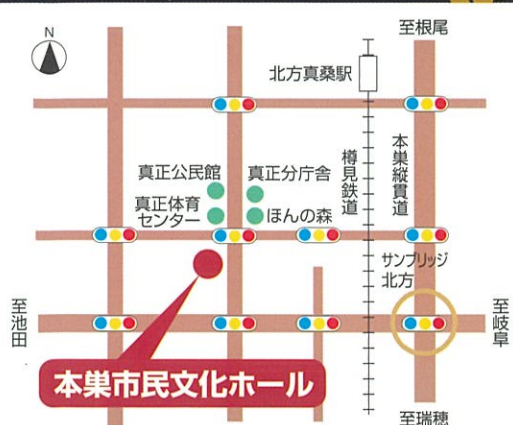 N
至根尾
北方真桑駅
真正公民館
真正分庁舎
真正体育
センター
ほんの森
樽見鉄道
本巣縦貫道
サンブリッジ
北方
至池田
至岐阜
本巣市民文化ホール
至瑞穂